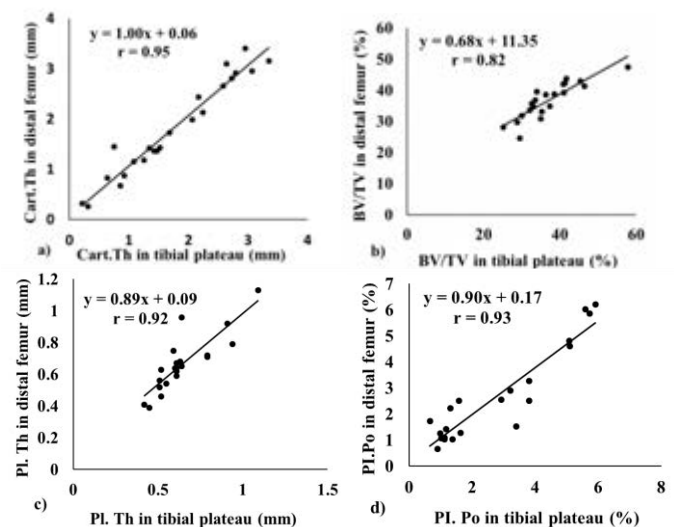 y = 1.00x + 0.06
r = 0.95
Cart.Th in distal femur (mm)
4
3
2
1
0
0 1 2 3 4
a) Cart.Th in tibial plateau (mm)
y = 0.68x + 11.35
r = 0.82
BV/TV in distal femur (%)
60
50
40
30
20
10
0
0 20 40 60
b) BV/TV in tibial plateau (%)
y = 0.89x + 0.09
r = 0.92
Pl. Th in distal femur (mm)
1.2
1
0.8
0.6
0.4
0.2
0
0 0.5 1 1.5
c) Pl. Th in tibial plateau (mm)
y = 0.90x + 0.17
r = 0.93
PI.Po in distal femur (%)
7
6
5
4
3
2
1
0
0 2 4 6 8
d) PI. Po in tibial plateau (%)